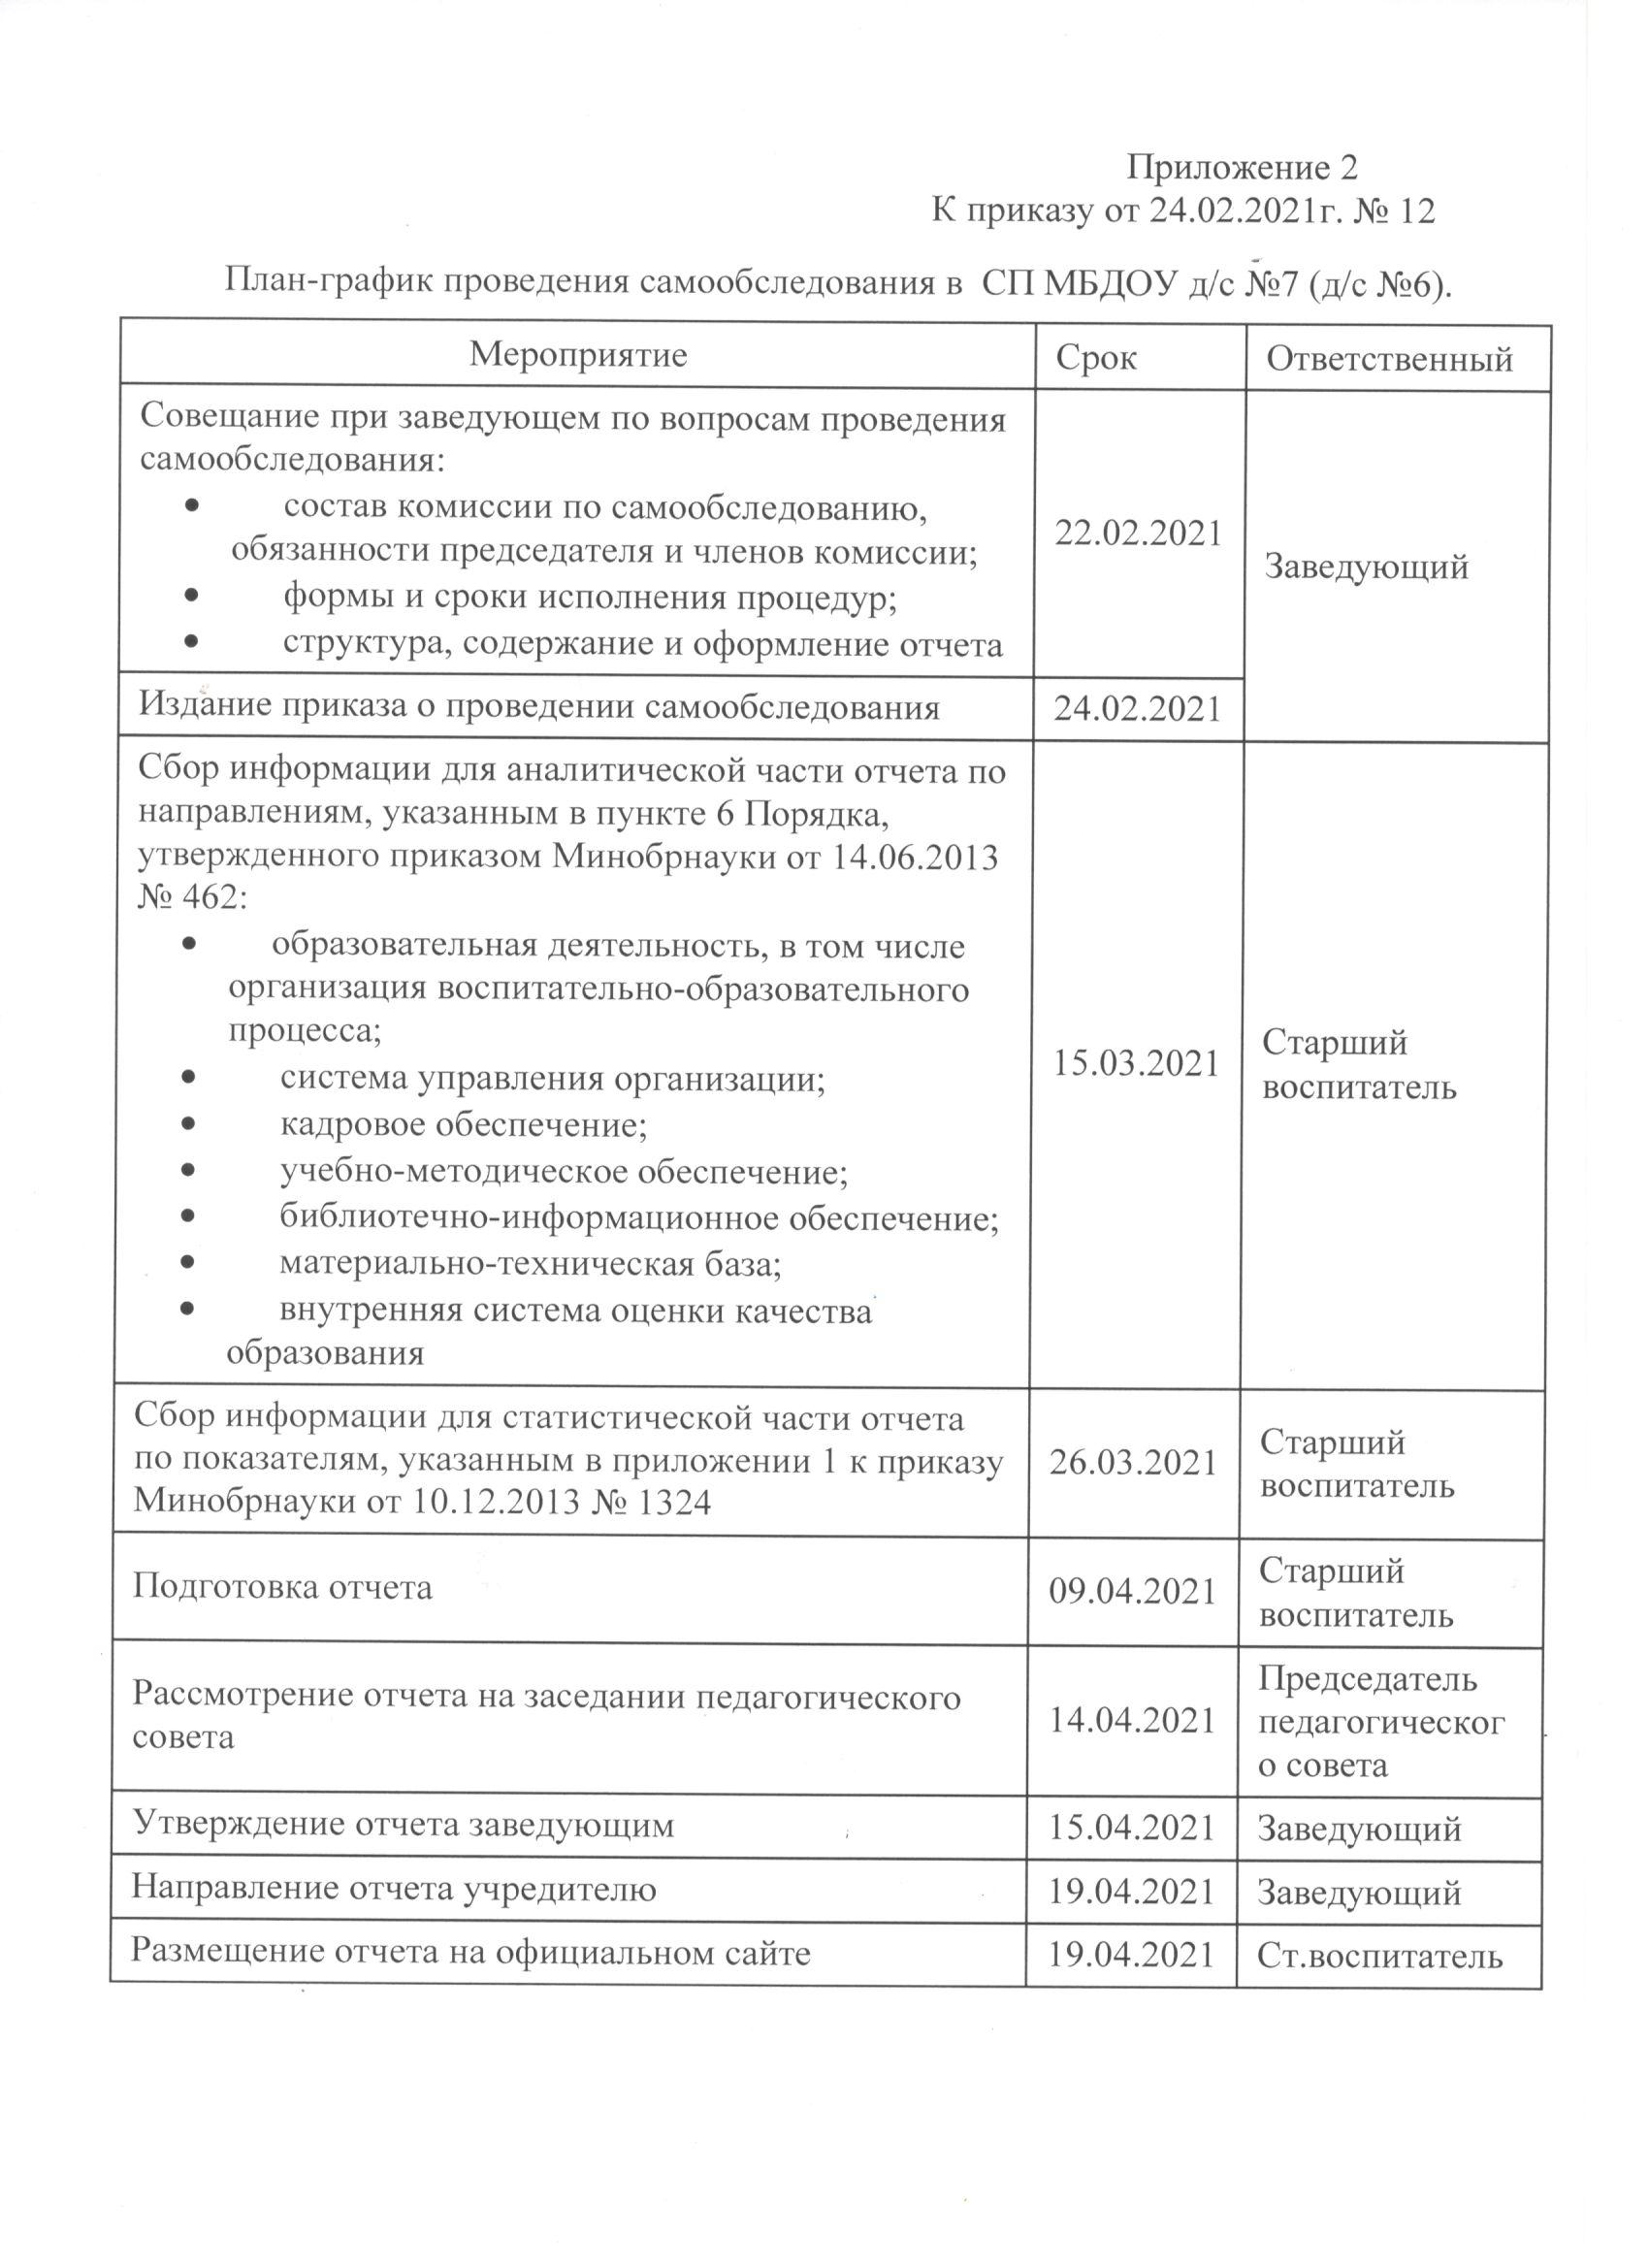 Приложение 2
К приказу от 24.02.2021г. № 12
План-график проведения самообследования в СП МБДОУ д/с №7 (д/с №6).
Мероприятие
Срок
Ответственный
Совещание при заведующем по вопросам проведения
самообследования:
• состав комиссии по самообследованию,
обязанности председателя и членов комиссии;
• формы и сроки исполнения процедур;
• структура, содержание и оформление отчета
22.02.2021
Заведующий
Издание приказа о проведении самообследования
24.02.2021
Сбор информации для аналитической части отчета по
направлениям, указанным в пункте 6 Порядка,
утвержденного приказом Минобрнауки от 14.06.2013
№ 462:
• образовательная деятельность, в том числе
организация воспитательно-образовательного
процесса;
• система управления организации;
• кадровое обеспечение;
• учебно-методическое обеспечение;
• библиотечно-информационное обеспечение;
• материально-техническая база;
• внутренняя система оценки качества
образования
15.03.2021
Старший
воспитатель
Сбор информации для статистической части отчета
по показателям, указанным в приложении 1 к приказу
Минобрнауки от 10.12.2013 № 1324
26.03.2021
Старший
воспитатель
Подготовка отчета
09.04.2021
Старший
воспитатель
Рассмотрение отчета на заседании педагогического
совета
14.04.2021
Председатель
педагогическог
о совета
Утверждение отчета заведующим
15.04.2021
Заведующий
Направление отчета учредителю
19.04.2021
Заведующий
Размещение отчета на официальном сайте
19.04.2021
Ст.воспитатель